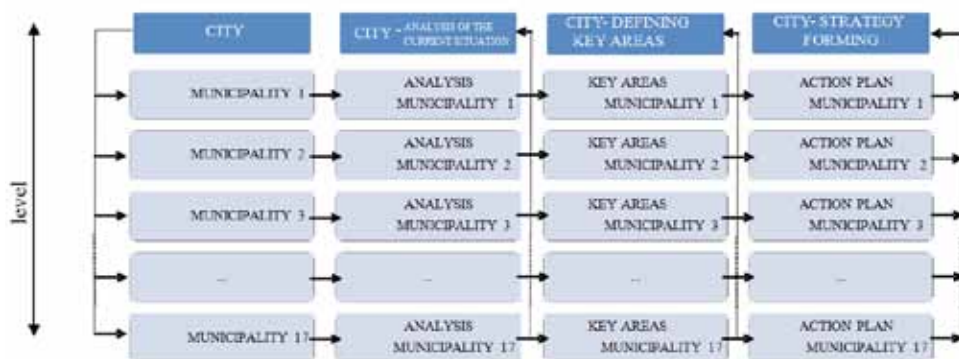 level
CITY
CITY - ANALYSIS OF THE
CURRENT SITUATION
CITY- DEFINING
KEY AREAS
CITY- STRATEGY
FORMING
MUNICIPALITY 1
ANALYSIS
MUNICIPALITY 1
KEY AREAS
MUNICIPALITY 1
ACTION PLAN
MUNICIPALITY 1
MUNICIPALITY 2
ANALYSIS
MUNICIPALITY 2
KEY AREAS
MUNICIPALITY 2
ACTION PLAN
MUNICIPALITY 2
MUNICIPALITY 3
ANALYSIS
MUNICIPALITY 3
KEY AREAS
MUNICIPALITY 3
ACTION PLAN
MUNICIPALITY 3
...
...
...
...
MUNICIPALITY 17
ANALYSIS
MUNICIPALITY 17
KEY AREAS
MUNICIPALITY 17
ACTION PLAN
MUNICIPALITY 17